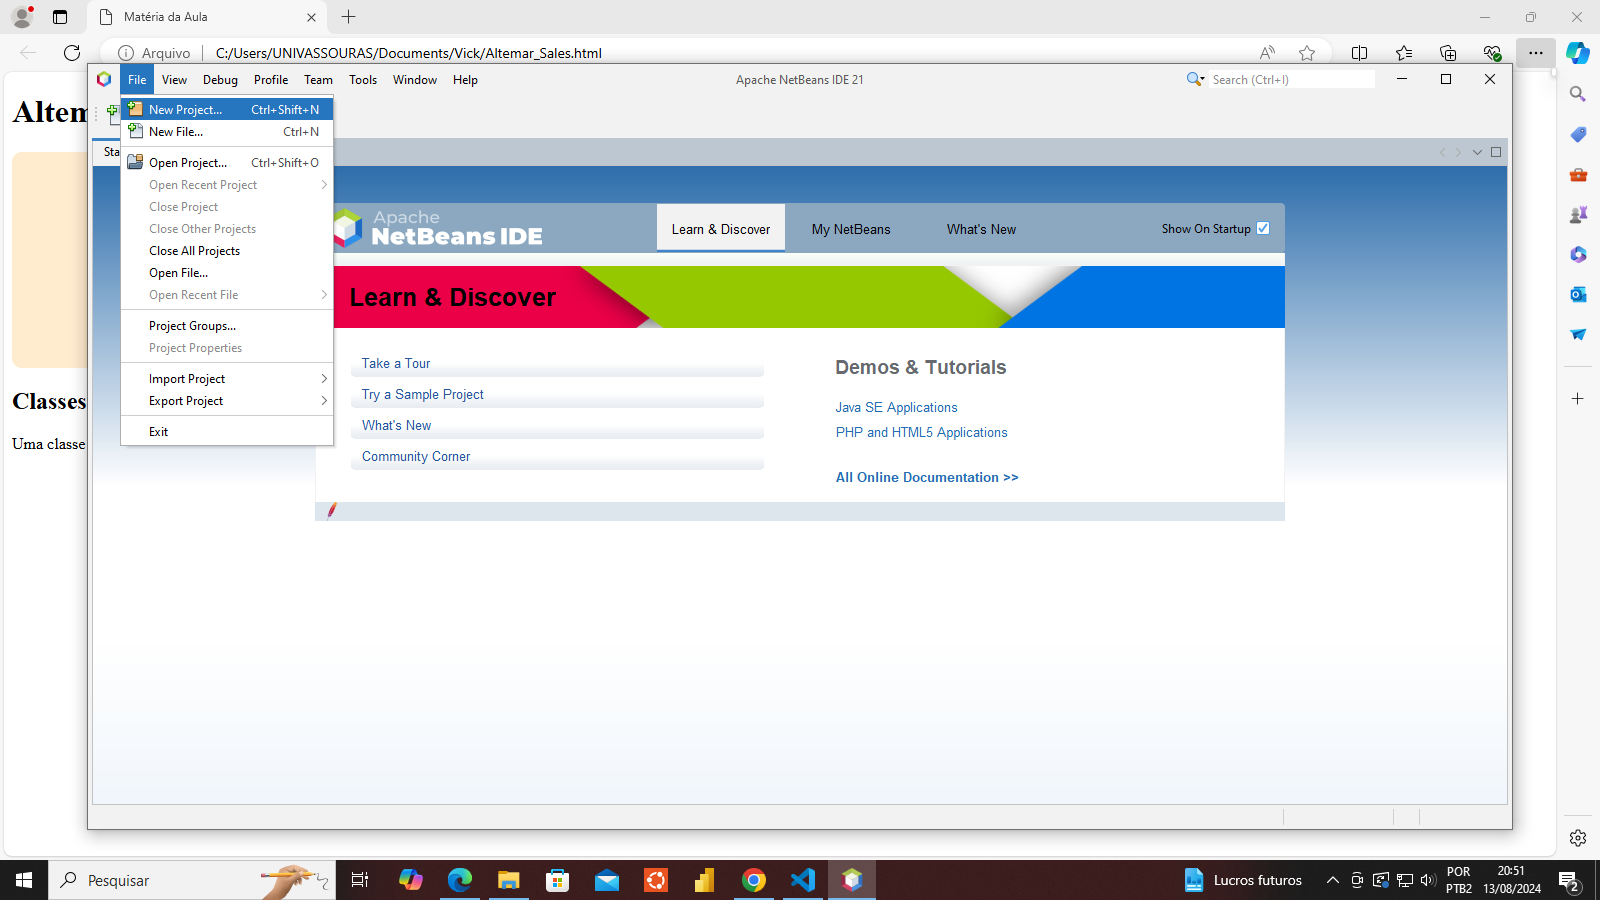 Matéria da Aula
Arquivo C:/Users/UNIVASSOURAS/Documents/Vick/Altemar_Sales.html
File View Debug Profile Team Tools Window Help
Apache NetBeans IDE 21
Search (Ctrl+I)
New Project... Ctrl+Shift+N
New File... Ctrl+N
Open Project... Ctrl+Shift+O
Open Recent Project
Close Project
Close Other Projects
Close All Projects
Open File...
Open Recent File
Project Groups...
Project Properties
Import Project
Export Project
Exit
Altem
Sta
Apache
NetBeans IDE
Learn & Discover My NetBeans What's New Show On Startup
Learn & Discover
Take a Tour
Try a Sample Project
What's New
Community Corner
Demos & Tutorials
Java SE Applications
PHP and HTML5 Applications
All Online Documentation >>
Classes
Uma classe
Pesquisar
Lucros futuros
POR
PTB2
20:51
13/08/2024
2